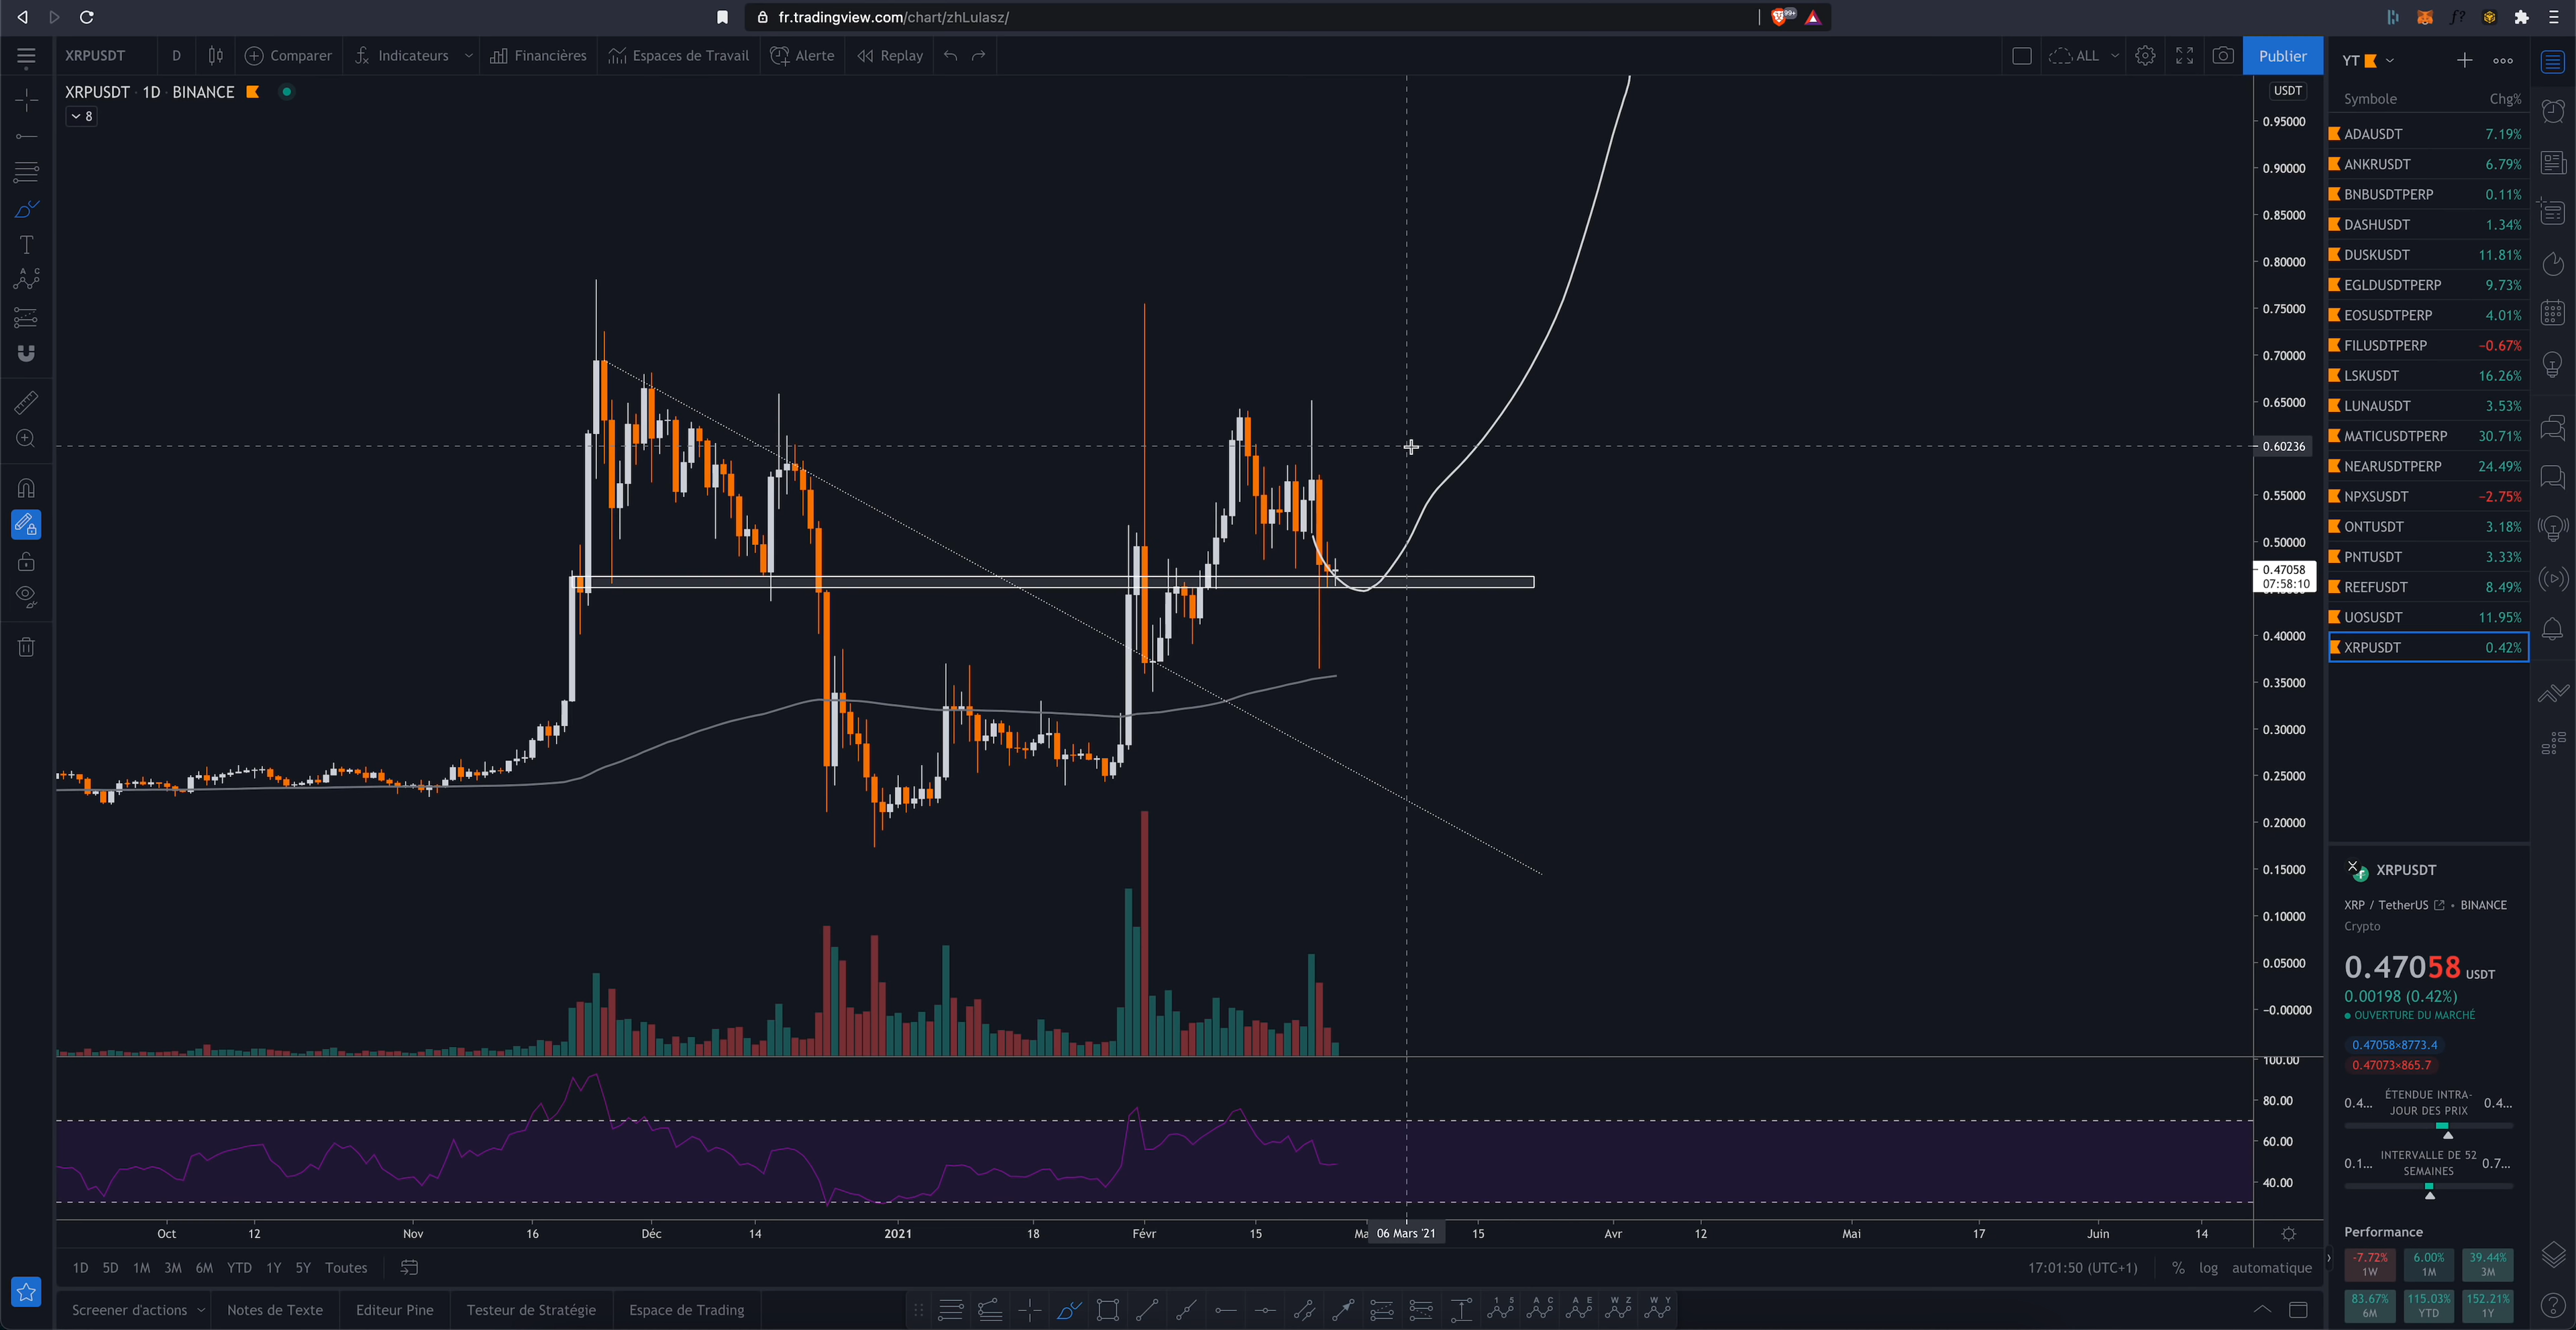 fr.tradingview.com/chart/zhLulasz/
99+
f?
XRPUSDT D Comparer Indicateurs Financières Espaces de Travail Alerte Replay ALL Publier
XRPUSDT · 1D · BINANCE
8
USDT
0.95000
0.90000
0.85000
0.80000
0.75000
0.70000
0.65000
0.60236
0.55000
0.50000
0.47058
07:58:10
0.40000
0.35000
0.30000
0.25000
0.20000
0.15000
0.10000
0.05000
−0.00000
100.00
80.00
60.00
40.00
Oct 12 Nov 16 Déc 14 2021 18 Févr 15 Ma 06 Mars '21 15 Avr 12 Mai 17 Juin 14
1D 5D 1M 3M 6M YTD 1Y 5Y Toutes
17:01:50 (UTC+1) % log automatique
Screener d'actions Notes de Texte Editeur Pine Testeur de Stratégie Espace de Trading
1 5
A C
A E
W Z
W Y
YT
Symbole Chg%
ADAUSDT 7.19%
ANKRUSDT 6.79%
BNBUSDTPERP 0.11%
DASHUSDT 1.34%
DUSKUSDT 11.81%
EGLDUSDTPERP 9.73%
EOSUSDTPERP 4.01%
FILUSDTPERP −0.67%
LSKUSDT 16.26%
LUNAUSDT 3.53%
MATICUSDTPERP 30.71%
NEARUSDTPERP 24.49%
NPXSUSDT −2.75%
ONTUSDT 3.18%
PNTUSDT 3.33%
REEFUSDT 8.49%
UOSUSDT 11.95%
XRPUSDT 0.42%
XRPUSDT
XRP / TetherUS • BINANCE
Crypto
0.47058 USDT
0.00198 (0.42%)
OUVERTURE DU MARCHÉ
0.47058×8773.4
0.47073×865.7
0.4... ÉTENDUE INTRA-JOUR DES PRIX 0.4...
0.1... INTERVALLE DE 52 SEMAINES 0.7...
Performance
-7.72% 6.00% 39.44%
1W 1M 3M
83.67% 115.03% 152.21%
6M YTD 1Y